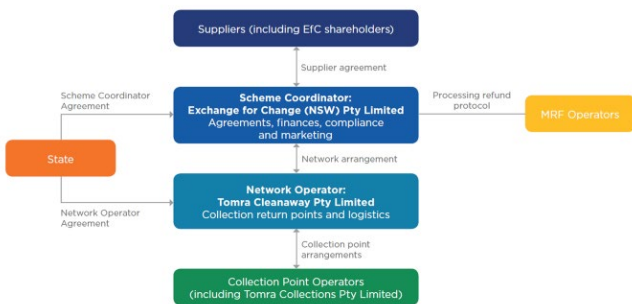 Suppliers (including EfC shareholders)
Supplier agreement
Scheme Coordinator
Agreement
Scheme Coordinator:
Exchange for Change (NSW) Pty Limited
Agreements, finances, compliance
and marketing
Processing refund
protocol
MRF Operators
State
Network arrangement
Network Operator
Agreement
Network Operator:
Tomra Cleanaway Pty Limited
Collection return points and logistics
Collection point
arrangements
Collection Point Operators
(including Tomra Collections Pty Limited)